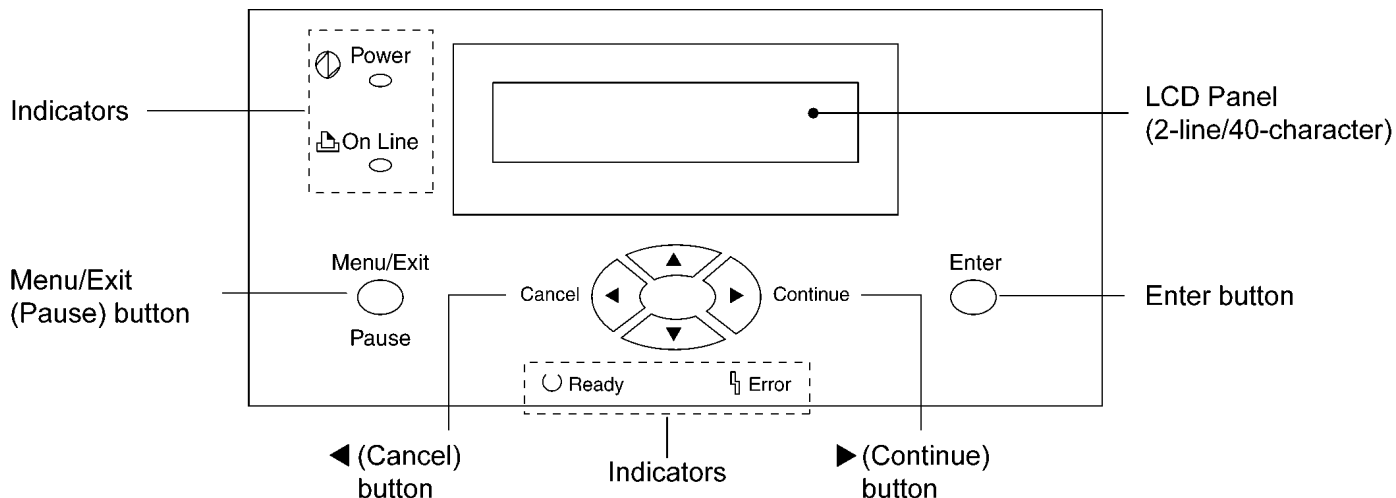 Power
Indicators
On Line
LCD Panel
(2-line/40-character)
Menu/Exit
(Pause) button
Menu/Exit
Pause
Cancel
Continue
Enter
Enter button
Ready
Error
◀ (Cancel)
button
Indicators
▶ (Continue)
button